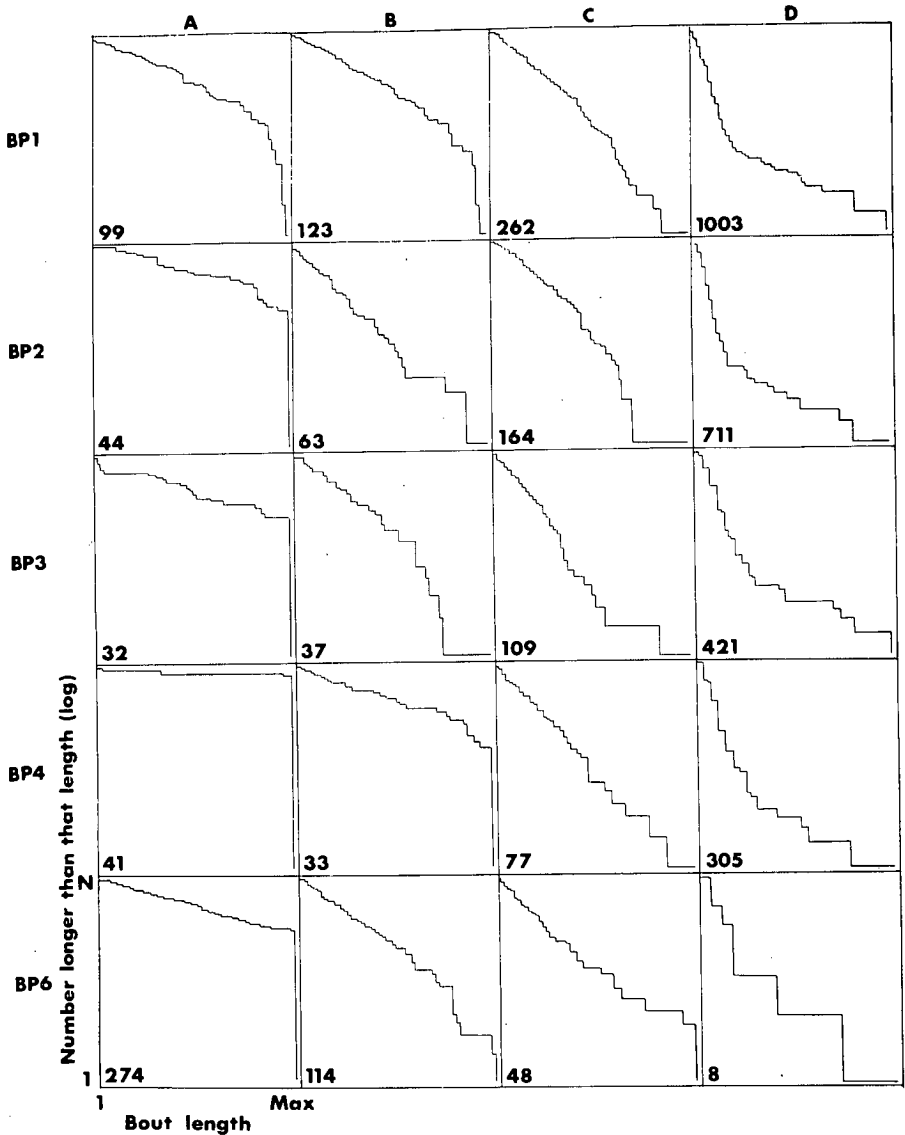 A B C D
BP1
99 123 262 1003
BP2
44 63 164 711
BP3
32 37 109 421
BP4
41 33 77 305
BP6
274 114 48 8
Number longer than that length (log)
N
1
1 Max
Bout length